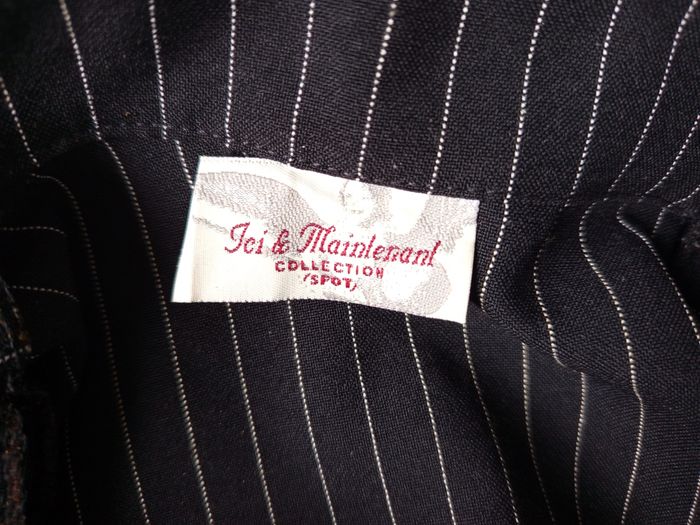 Ici & Maintenant
COLLECTION
/SPOT/